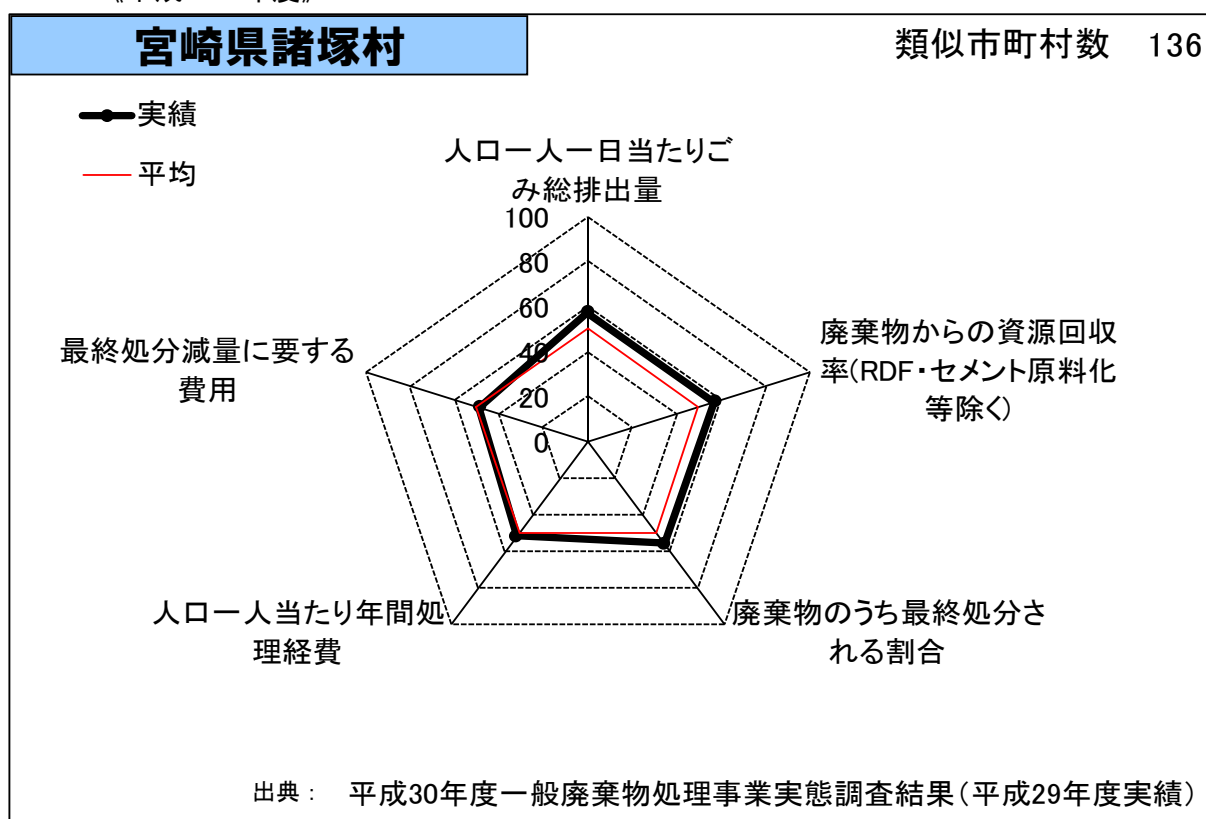 宮崎県諸塚村
類似市町村数 136
実績
平均
人口一人一日当たりご
み総排出量
100
80
60
40
20
0
廃棄物からの資源回収
率(RDF・セメント原料化
等除く)
最終処分減量に要する
費用
人口一人当たり年間処
理経費
廃棄物のうち最終処分さ
れる割合
出典： 平成30年度一般廃棄物処理事業実態調査結果(平成29年度実績)